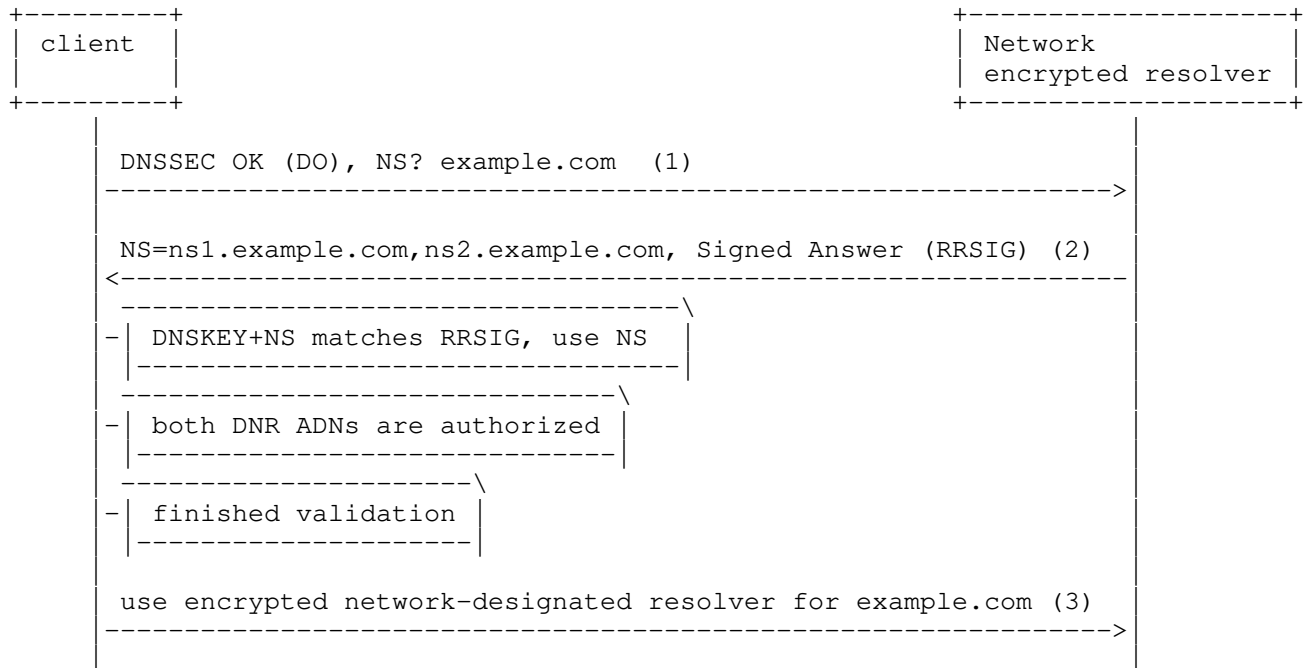 client
Network
encrypted resolver
DNSSEC OK (DO), NS? example.com (1)
NS=ns1.example.com,ns2.example.com, Signed Answer (RRSIG) (2)
DNSKEY+NS matches RRSIG, use NS
both DNR ADNs are authorized
finished validation
use encrypted network-designated resolver for example.com (3)